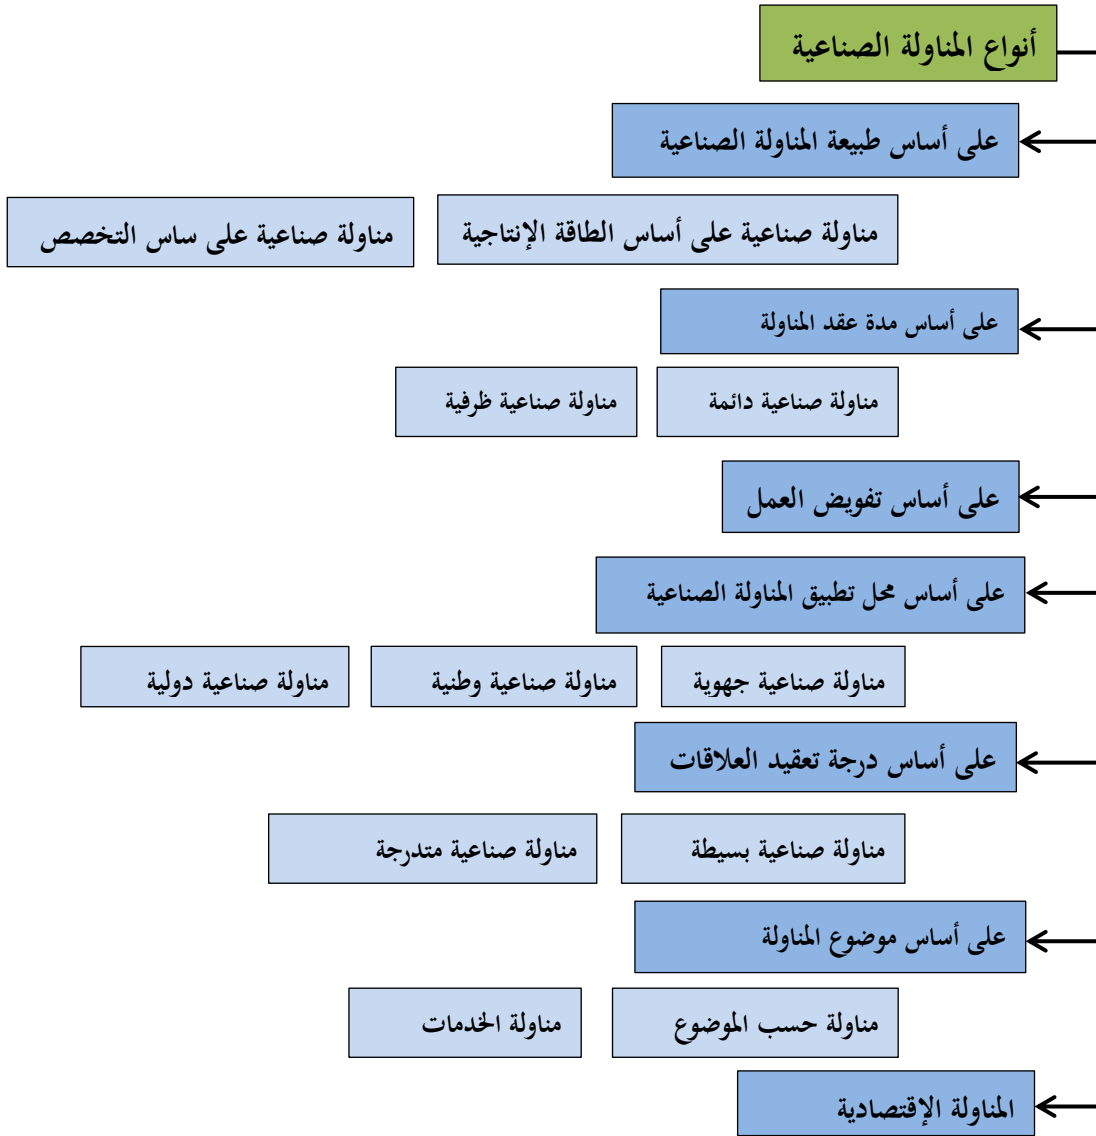 أنواع المناولة الصناعية
على أساس طبيعة المناولة الصناعية
مناولة صناعية على أساس الطاقة الإنتاجية
مناولة صناعية على ساس التخصص
على أساس مدة عقد المناولة
مناولة صناعية دائمة
مناولة صناعية ظرفية
على أساس تفويض العمل
على أساس محل تطبيق المناولة الصناعية
مناولة صناعية جهوية
مناولة صناعية وطنية
مناولة صناعية دولية
على أساس درجة تعقيد العلاقات
مناولة صناعية بسيطة
مناولة صناعية متدرجة
على أساس موضوع المناولة
مناولة حسب الموضوع
مناولة الخدمات
المناولة الإقتصادية